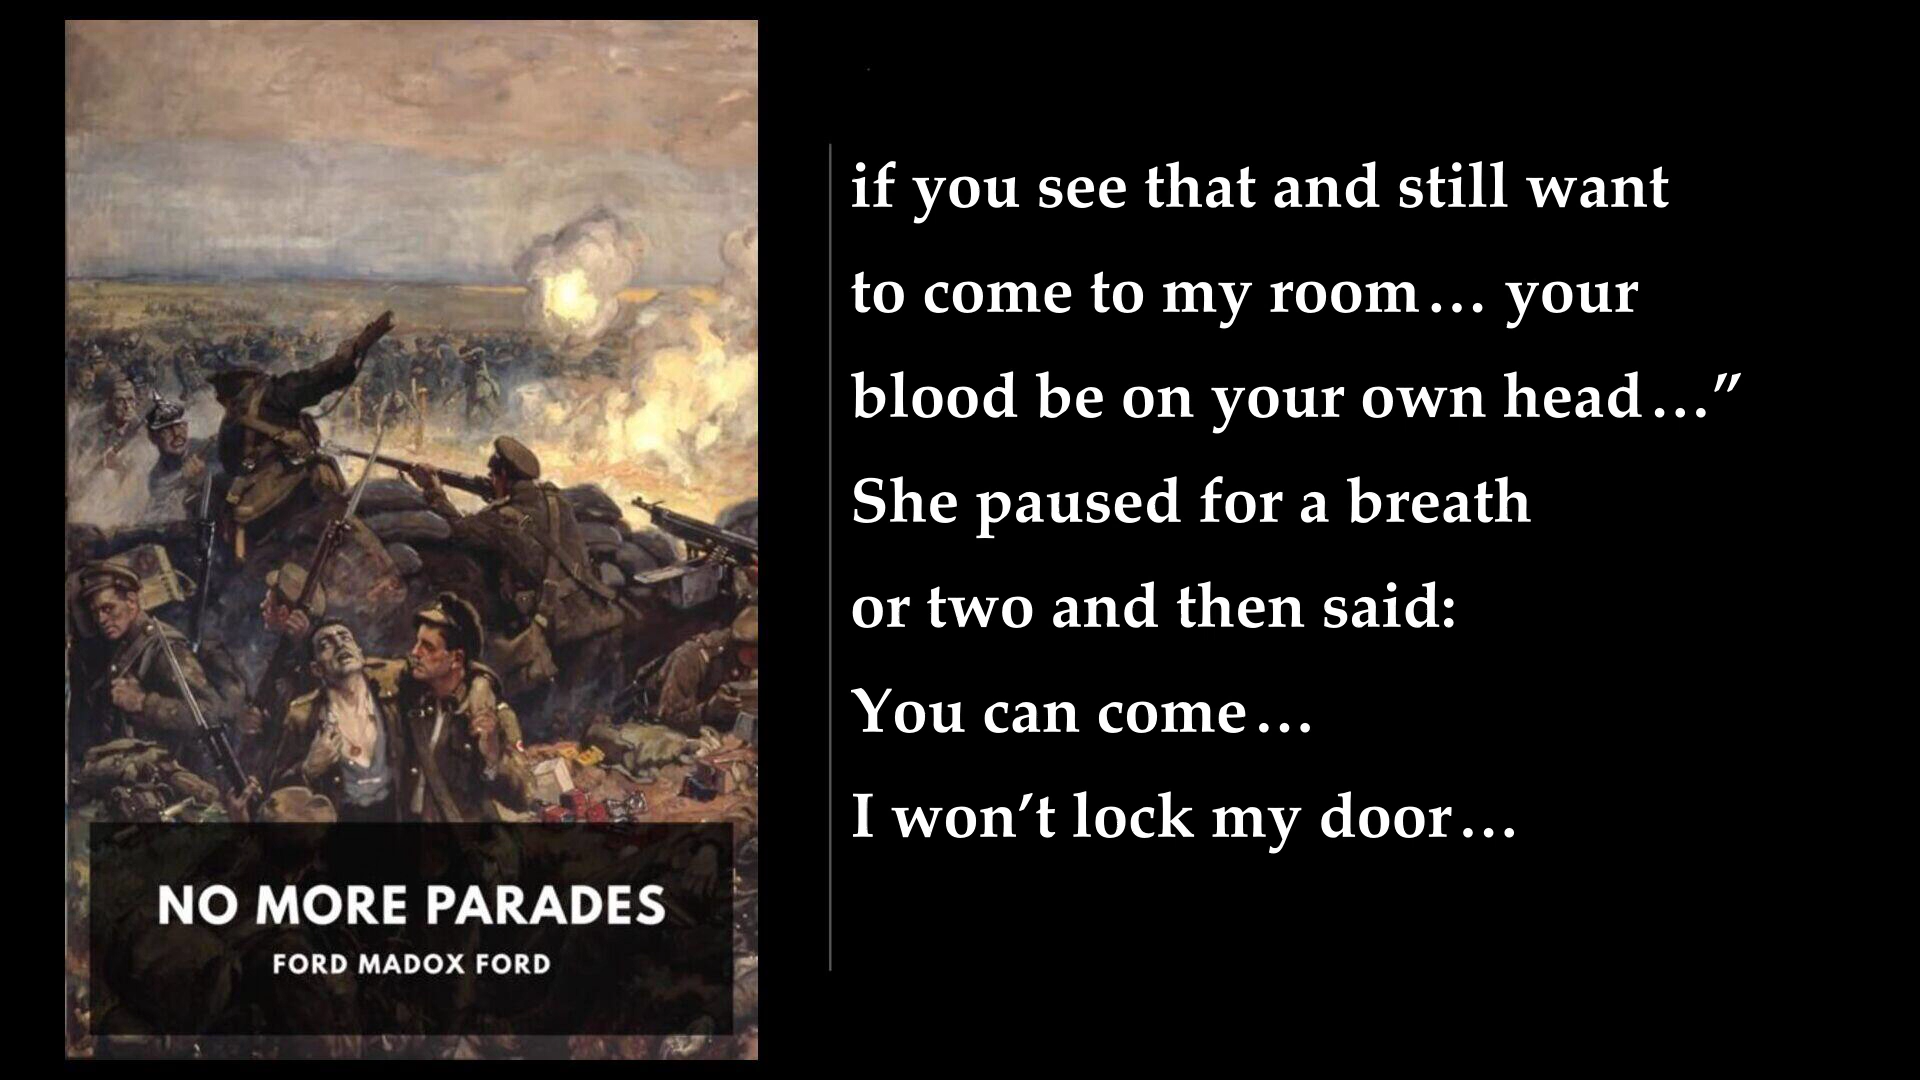 if you see that and still want
to come to my room… your
blood be on your own head…”
She paused for a breath
or two and then said:
You can come…
I won’t lock my door…
NO MORE PARADES
FORD MADOX FORD